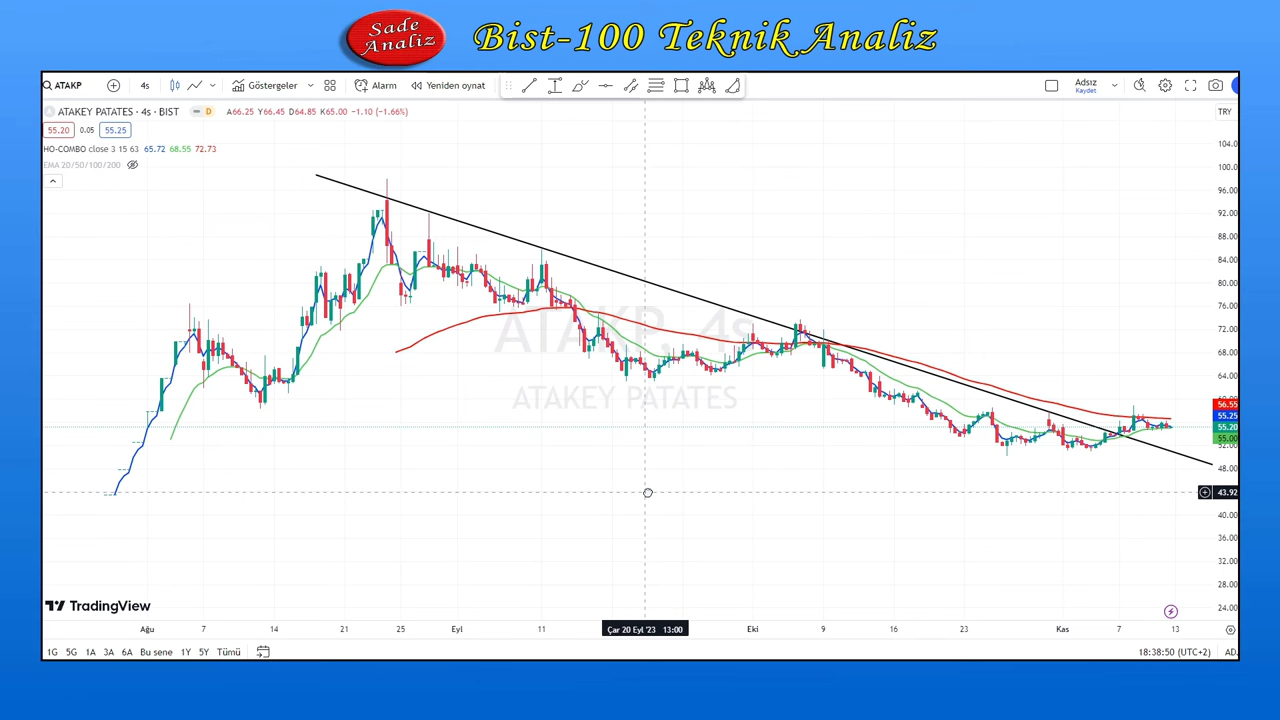 Sade
Analiz
Bist-100 Teknik Analiz
ATAKP
4s
Göstergeler
Alarm
Yeniden oynat
Adsız
Kaydet
ATAKEY PATATES · 4s · BIST
D
A66.25 Y66.45 D64.85 K65.00 −1.10 (−1.66%)
TRY
55.20 0.05 55.25
HO-COMBO close 3 15 63 65.72 68.55 72.73
EMA 20/50/100/200
104.0
100.00
96.00
92.00
88.00
84.00
80.00
76.00
72.00
68.00
64.00
56.55
55.25
55.20
55.00
48.00
43.92
40.00
36.00
32.00
28.00
24.00
ATAKP, 4s
ATAKEY PATATES
TradingView
Ağu 7 14 21 25 Eyl 11 Çar 20 Eyl '23 13:00 Eki 9 16 23 Kas 7 13
1G 5G 1A 3A 6A Bu sene 1Y 5Y Tümü
18:38:50 (UTC+2)
ADJ